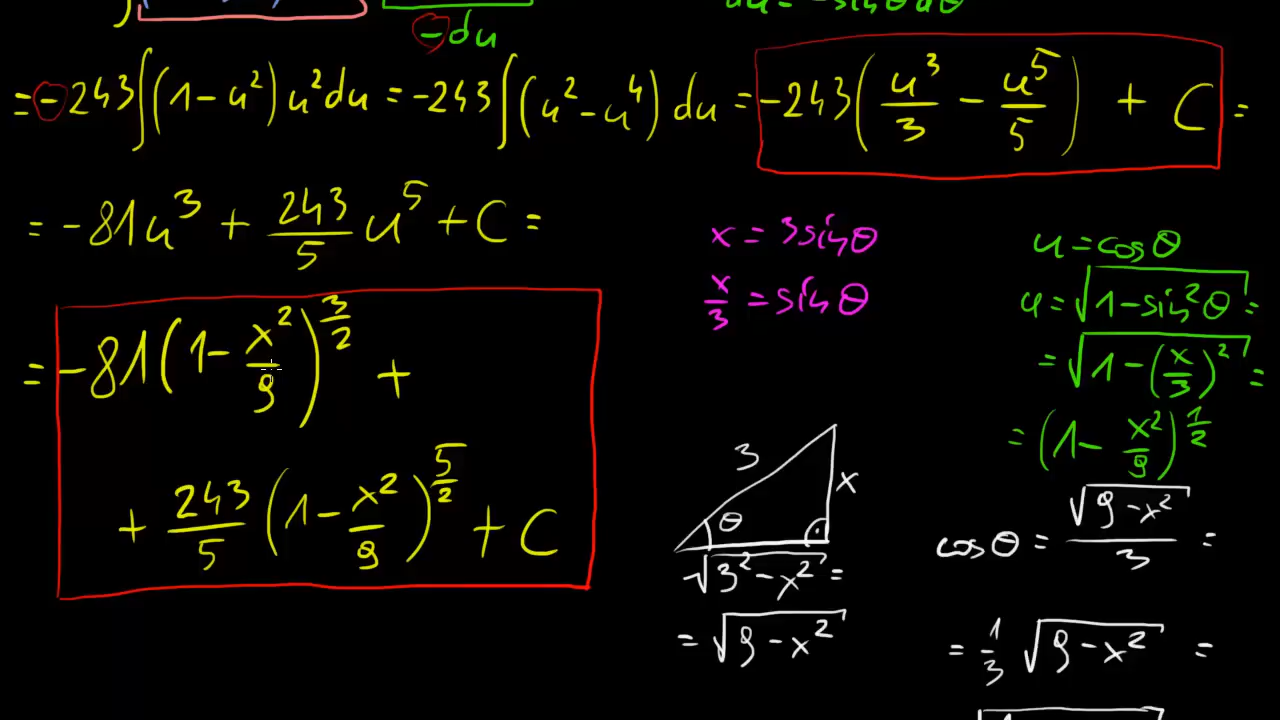 du = -sinθdθ
-du
= -243∫(1-u²)u²du = -243∫(u²-u⁴)du = -243(u³/3 - u⁵/5) + C =
= -81u³ + 243/5 u⁵ + C =
= -81(1 - x²/9)^(3/2) +
+ 243/5 (1 - x²/9)^(5/2) + C
x = 3sinθ
x/3 = sinθ
u = cosθ
u = √(1-sin²θ) =
= √(1-(x/3)²) =
= (1 - x²/9)^(1/2)
3
x
θ
√(3²-x²) =
= √(9-x²)
cosθ = √(9-x²)/3 =
= 1/3 √(9-x²) =